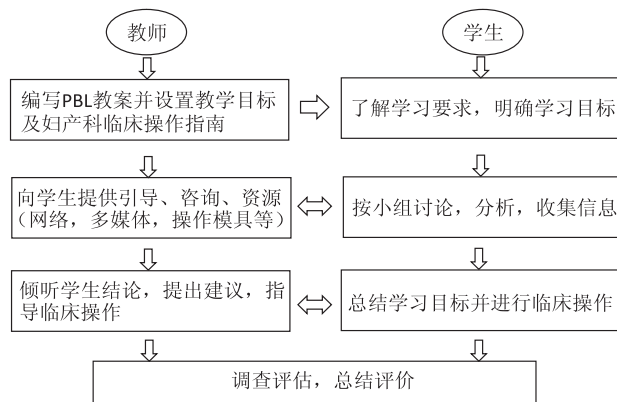 教师
学生
编写PBL教案并设置教学目标
及妇产科临床操作指南
了解学习要求，明确学习目标
向学生提供引导、咨询、资源
（网络，多媒体，操作模具等）
按小组讨论，分析，收集信息
倾听学生结论，提出建议，指
导临床操作
总结学习目标并进行临床操作
调查评估，总结评价